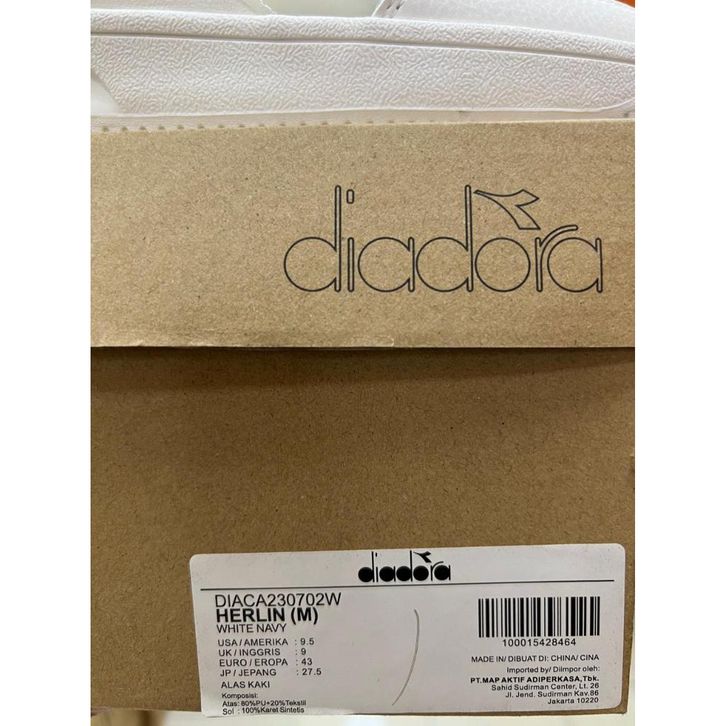 diadora
diadora
DIACA230702W
HERLIN (M)
WHITE NAVY
USA / AMERIKA : 9.5
UK / INGGRIS : 9
EURO / EROPA : 43
JP / JEPANG : 27.5
ALAS KAKI
Komposisi:
Atas: 80%PU+20%Tekstil
Sol : 100%Karet Sintetis
100015428464
MADE IN/ DIBUAT DI: CHINA/ CINA
Imported by/ Diimpor oleh:
PT.MAP AKTIF ADIPERKASA,Tbk.
Sahid Sudirman Center, Lt. 26
Jl. Jend. Sudirman Kav.86
Jakarta 10220